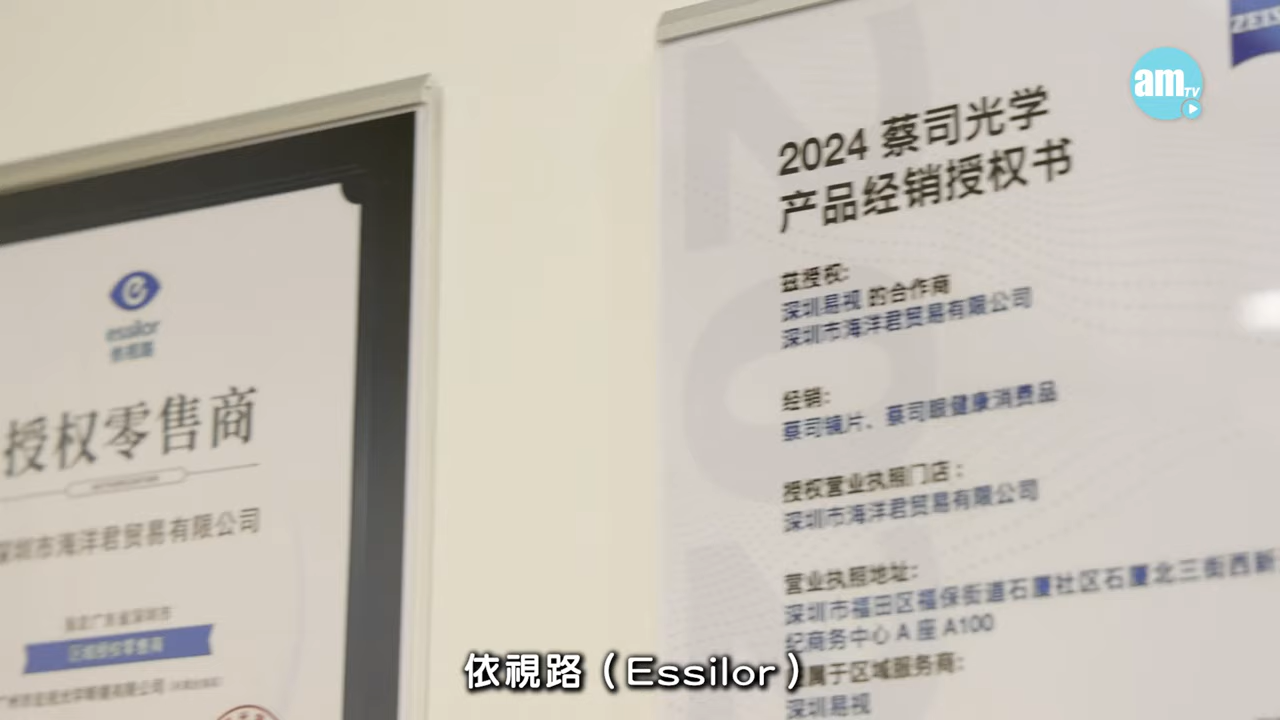 essilor
依視路
授权零售商
深圳市海洋君贸易有限公司
区域授权零售商
ZEISS
am TV
2024 蔡司光学
产品经销授权书
兹授权:
深圳易视 的合作商
深圳市海洋君贸易有限公司
经销:
蔡司镜片、蔡司眼健康消费品
授权营业执照门店:
深圳市海洋君贸易有限公司
营业执照地址:
深圳市福田区福保街道石厦社区石厦北三街西新
纪商务中心 A 座 A100
属于区域服务商:
深圳易视
依視路（Essilor）